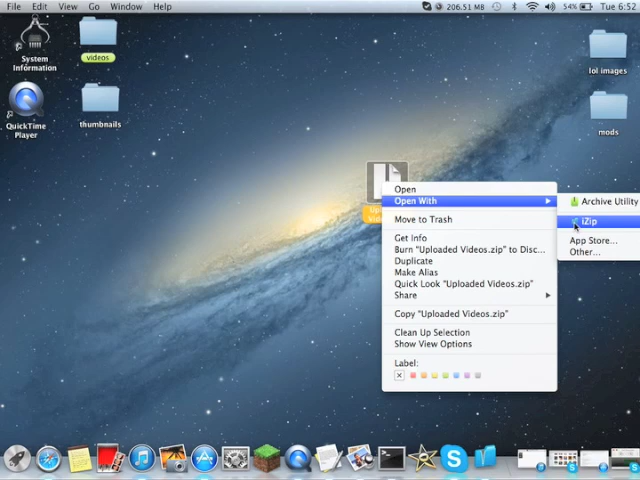 File Edit View Go Window Help
206.51 MB 54% Tue 6:52
System
Information
videos
QuickTime
Player
thumbnails
lol images
mods
Open
Open With
Move to Trash
Get Info
Burn "Uploaded Videos.zip" to Disc...
Duplicate
Make Alias
Quick Look "Uploaded Videos.zip"
Share
Copy "Uploaded Videos.zip"
Clean Up Selection
Show View Options
Label:
Archive Utility
iZip
App Store...
Other...